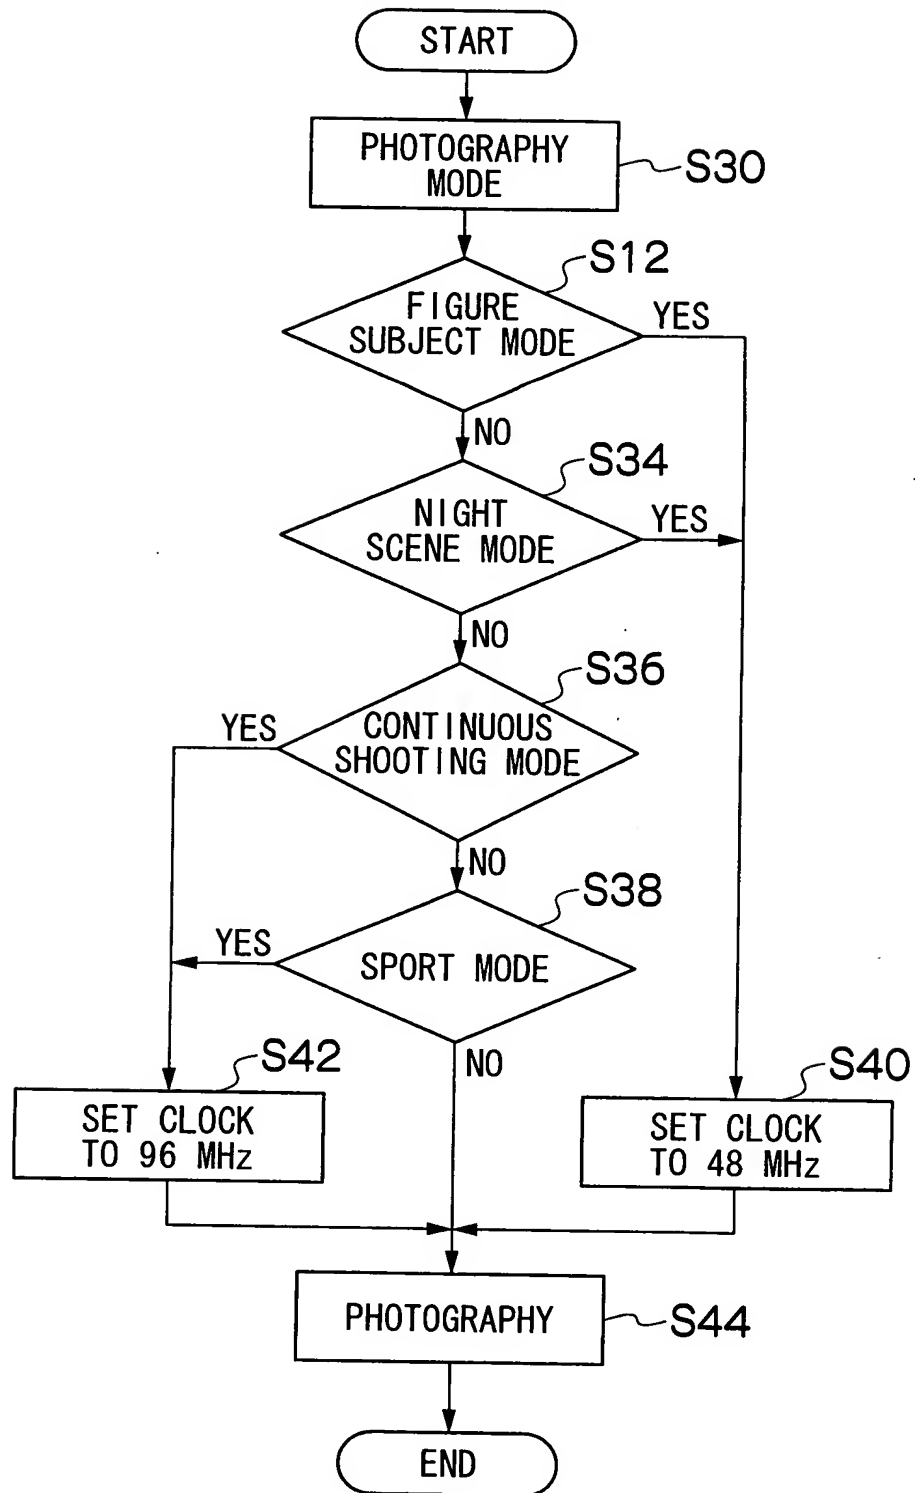 START
PHOTOGRAPHY
MODE
S30
S12
FIGURE
SUBJECT MODE
YES
NO
S34
NIGHT
SCENE MODE
YES
NO
S36
YES
CONTINUOUS
SHOOTING MODE
NO
S38
YES
SPORT MODE
NO
S42
SET CLOCK
TO 96 MHz
S40
SET CLOCK
TO 48 MHz
PHOTOGRAPHY
S44
END